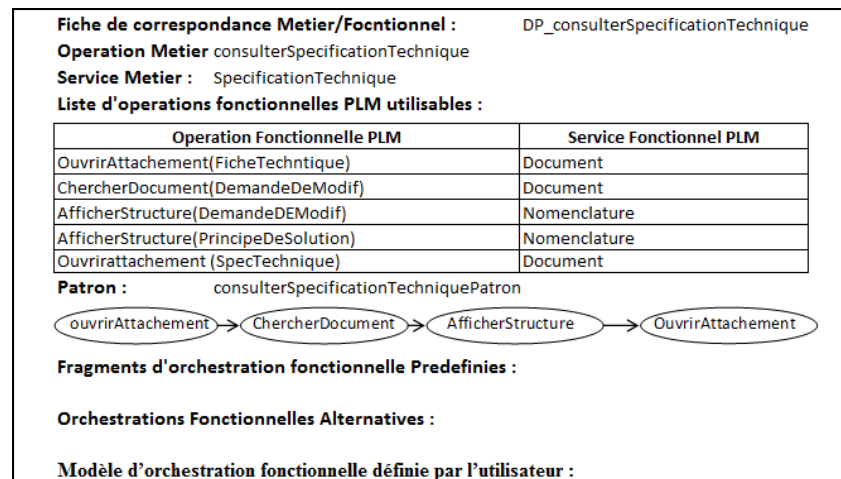 Fiche de correspondance Metier/Focntionnel : DP_consulterSpecificationTechnique
Operation Metier consulterSpecificationTechnique
Service Metier : SpecificationTechnique
Liste d'operations fonctionnelles PLM utilisables :
Operation Fonctionnelle PLM Service Fonctionnel PLM
OuvrirAttachement(FicheTechntique) Document
ChercherDocument(DemandeDeModif) Document
AfficherStructure(DemandeDEModif) Nomenclature
AfficherStructure(PrincipeDeSolution) Nomenclature
Ouvrirattachement (SpecTechnique) Document
Patron : consulterSpecificationTechniquePatron
ouvrirAttachement ChercherDocument AfficherStructure OuvrirAttachement
Fragments d'orchestration fonctionnelle Predefinies :
Orchestrations Fonctionnelles Alternatives :
Modèle d’orchestration fonctionnelle définie par l’utilisateur :